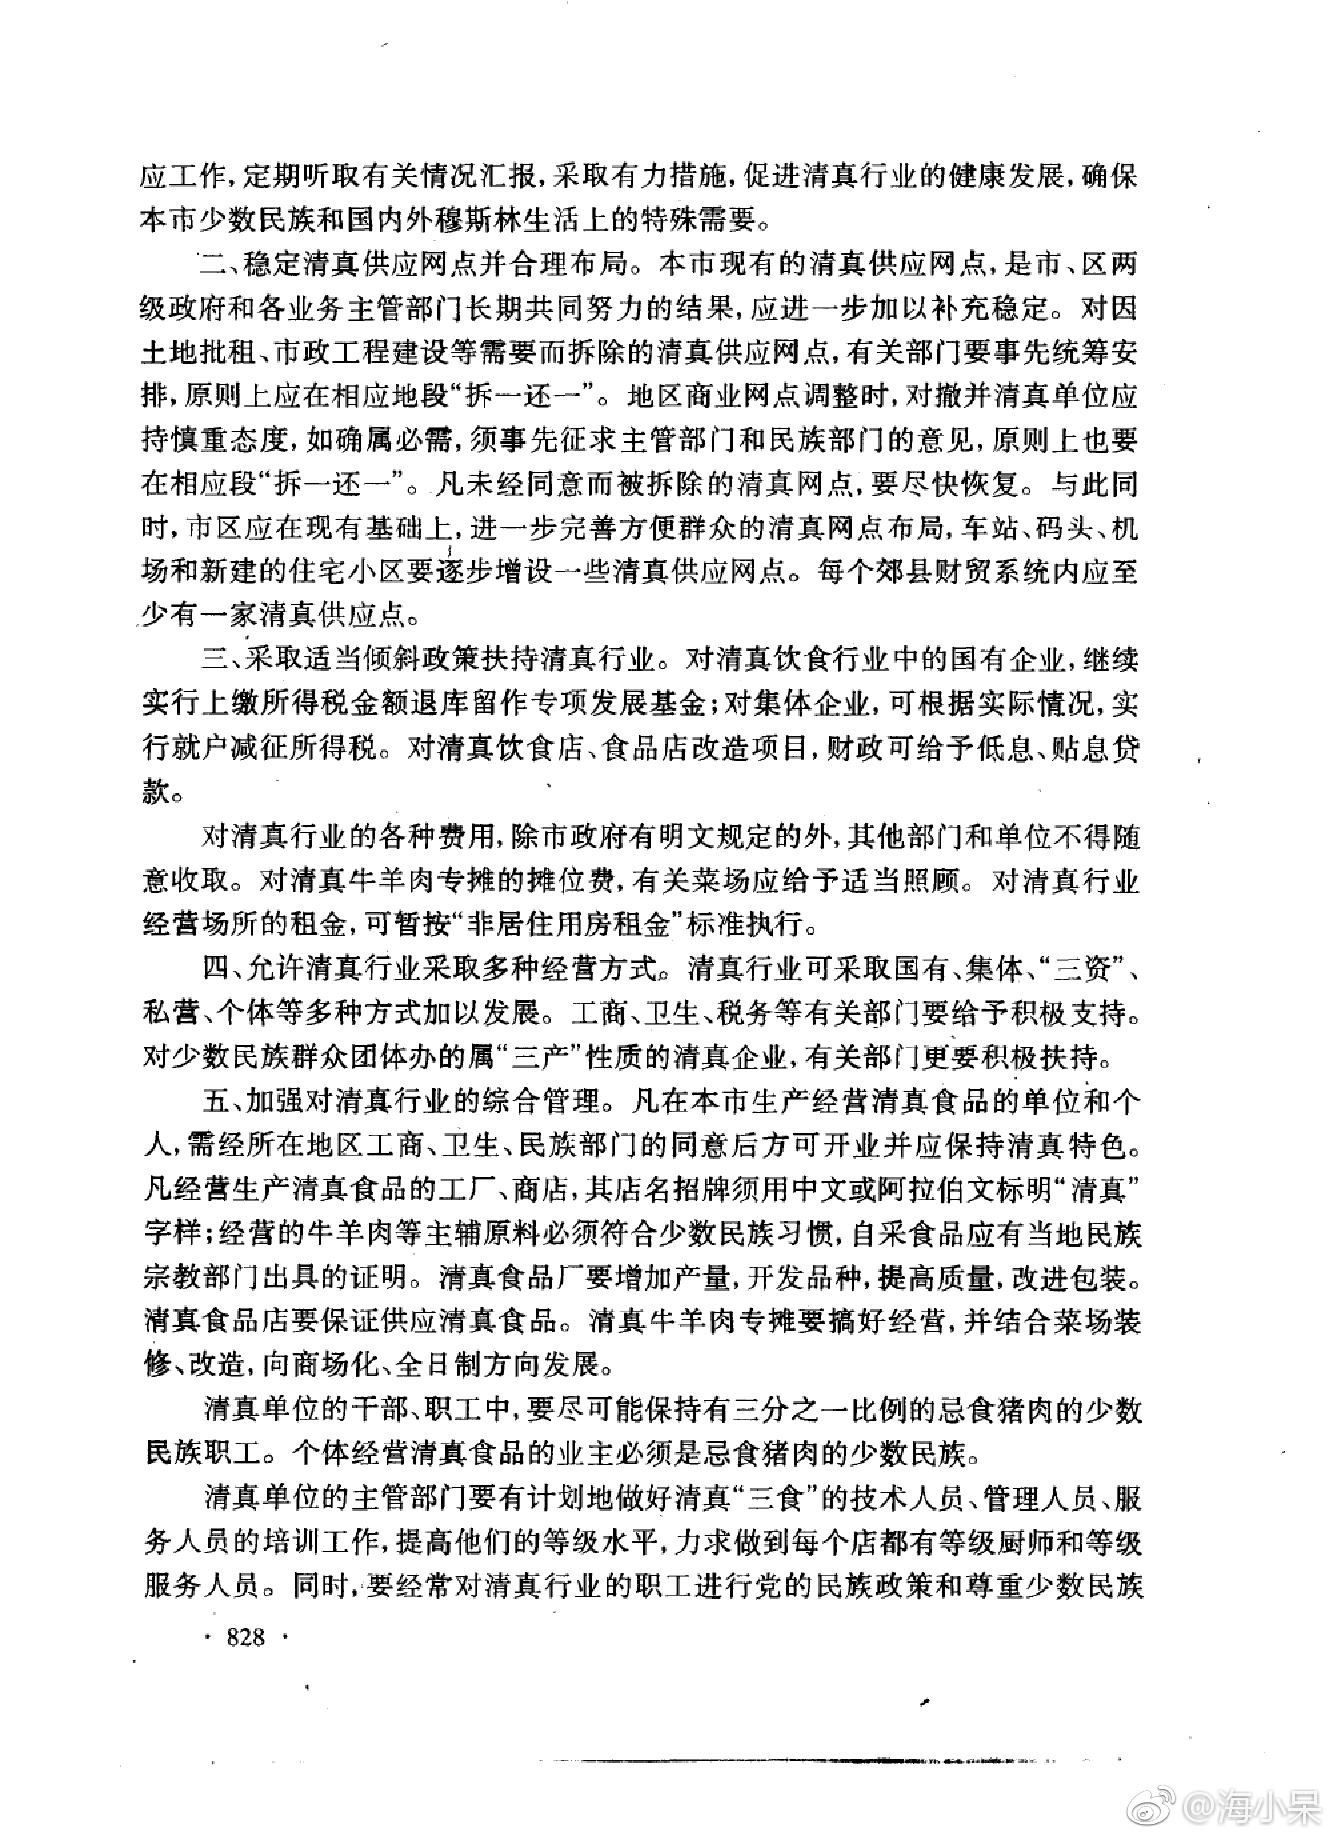 应工作,定期听取有关情况汇报,采取有力措施,促进清真行业的健康发展,确保
本市少数民族和国内外穆斯林生活上的特殊需要。
二、稳定清真供应网点并合理布局。本市现有的清真供应网点,是市、区两
级政府和各业务主管部门长期共同努力的结果,应进一步加以补充稳定。对因
土地批租、市政工程建设等需要而拆除的清真供应网点,有关部门要事先统筹安
排,原则上应在相应地段“拆一还一”。地区商业网点调整时,对撤并清真单位应
持慎重态度,如确属必需,须事先征求主管部门和民族部门的意见,原则上也要
在相应段“拆一还一”。凡未经同意而被拆除的清真网点,要尽快恢复。与此同
时,市区应在现有基础上,进一步完善方便群众的清真网点布局,车站、码头、机
场和新建的住宅小区要逐步增设一些清真供应网点。每个郊县财贸系统内应至
少有一家清真供应点。
三、采取适当倾斜政策扶持清真行业。对清真饮食行业中的国有企业,继续
实行上缴所得税金额退库留作专项发展基金;对集体企业,可根据实际情况,实
行就户减征所得税。对清真饮食店、食品店改造项目,财政可给予低息、贴息贷
款。
对清真行业的各种费用,除市政府有明文规定的外,其他部门和单位不得随
意收取。对清真牛羊肉专摊的摊位费,有关菜场应给予适当照顾。对清真行业
经营场所的租金,可暂按“非居住用房租金”标准执行。
四、允许清真行业采取多种经营方式。清真行业可采取国有、集体、“三资”、
私营、个体等多种方式加以发展。工商、卫生、税务等有关部门要给予积极支持。
对少数民族群众团体办的属“三产”性质的清真企业,有关部门更要积极扶持。
五、加强对清真行业的综合管理。凡在本市生产经营清真食品的单位和个
人,需经所在地区工商、卫生、民族部门的同意后方可开业并应保持清真特色。
凡经营生产清真食品的工厂、商店,其店名招牌须用中文或阿拉伯文标明“清真”
字样;经营的牛羊肉等主辅原料必须符合少数民族习惯,自采食品应有当地民族
宗教部门出具的证明。清真食品厂要增加产量,开发品种,提高质量,改进包装。
清真食品店要保证供应清真食品。清真牛羊肉专摊要搞好经营,并结合菜场装
修、改造,向商场化、全日制方向发展。
清真单位的干部、职工中,要尽可能保持有三分之一比例的忌食猪肉的少数
民族职工。个体经营清真食品的业主必须是忌食猪肉的少数民族。
清真单位的主管部门要有计划地做好清真“三食”的技术人员、管理人员、服
务人员的培训工作,提高他们的等级水平,力求做到每个店都有等级厨师和等级
服务人员。同时,要经常对清真行业的职工进行党的民族政策和尊重少数民族
· 828 ·
@海小呆